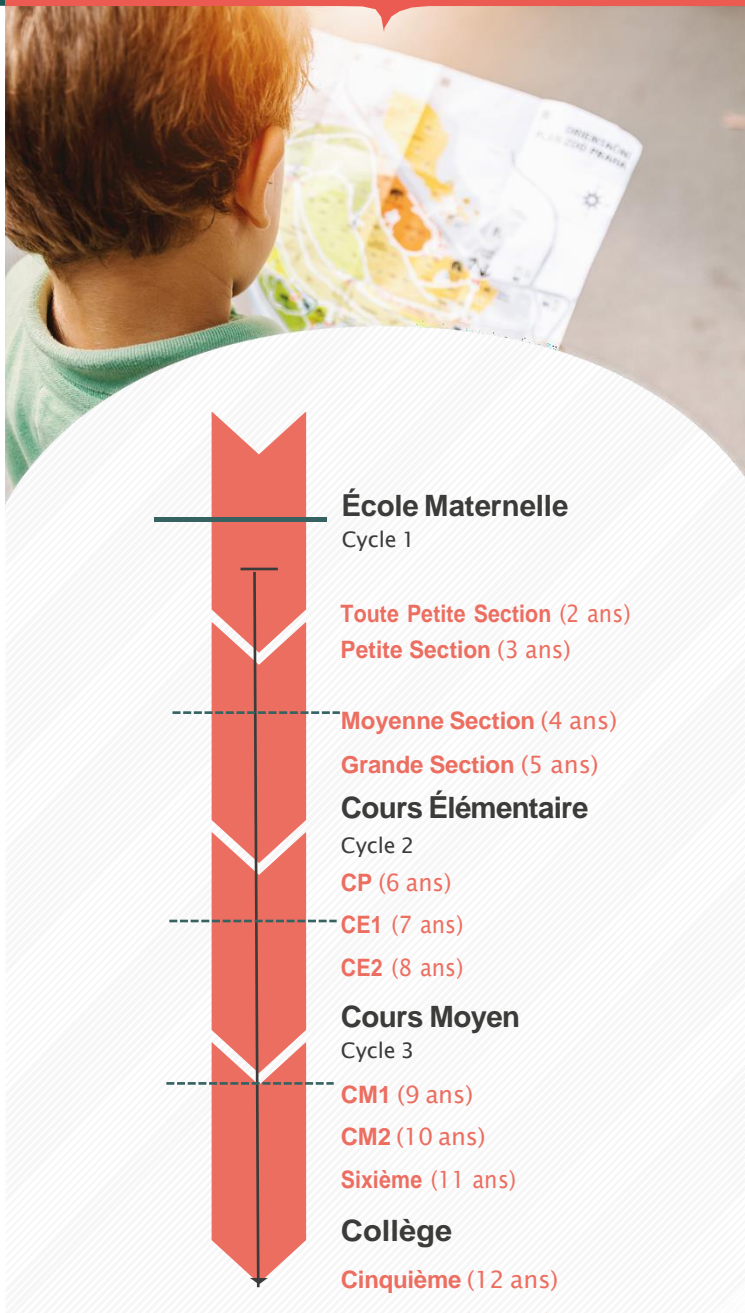 ORIENTAČNÍ
École Maternelle
Cycle 1
Toute Petite Section (2 ans)
Petite Section (3 ans)
Moyenne Section (4 ans)
Grande Section (5 ans)
Cours Élémentaire
Cycle 2
CP (6 ans)
CE1 (7 ans)
CE2 (8 ans)
Cours Moyen
Cycle 3
CM1 (9 ans)
CM2 (10 ans)
Sixième (11 ans)
Collège
Cinquième (12 ans)